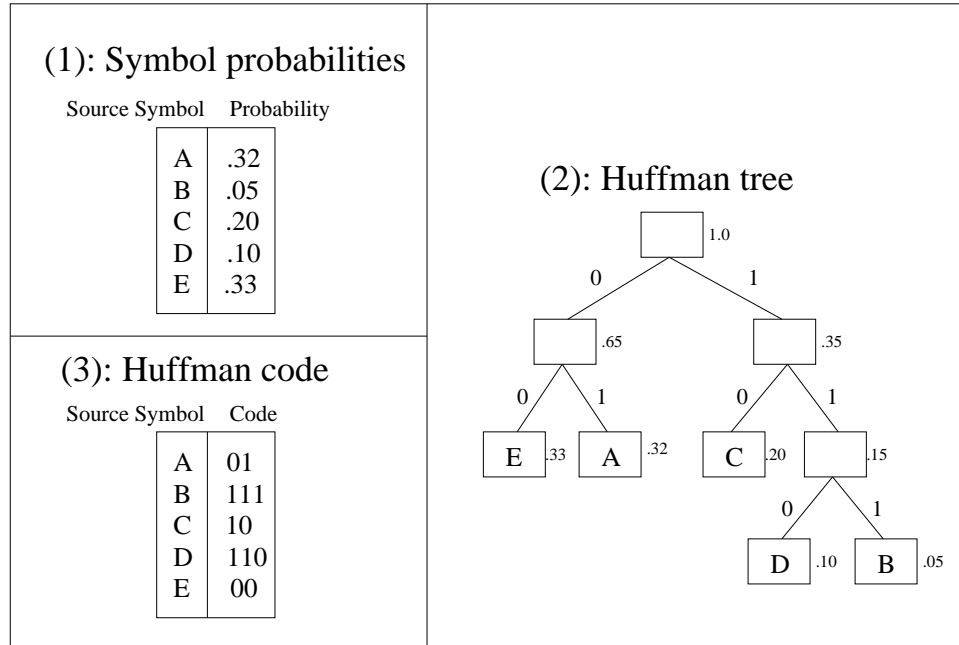 (1): Symbol probabilities
Source Symbol Probability
A .32
B .05
C .20
D .10
E .33
(3): Huffman code
Source Symbol Code
A 01
B 111
C 10
D 110
E 00
(2): Huffman tree
1.0
0 1
.65 .35
0 1 0 1
E .33 A .32 C .20 .15
0 1
D .10 B .05